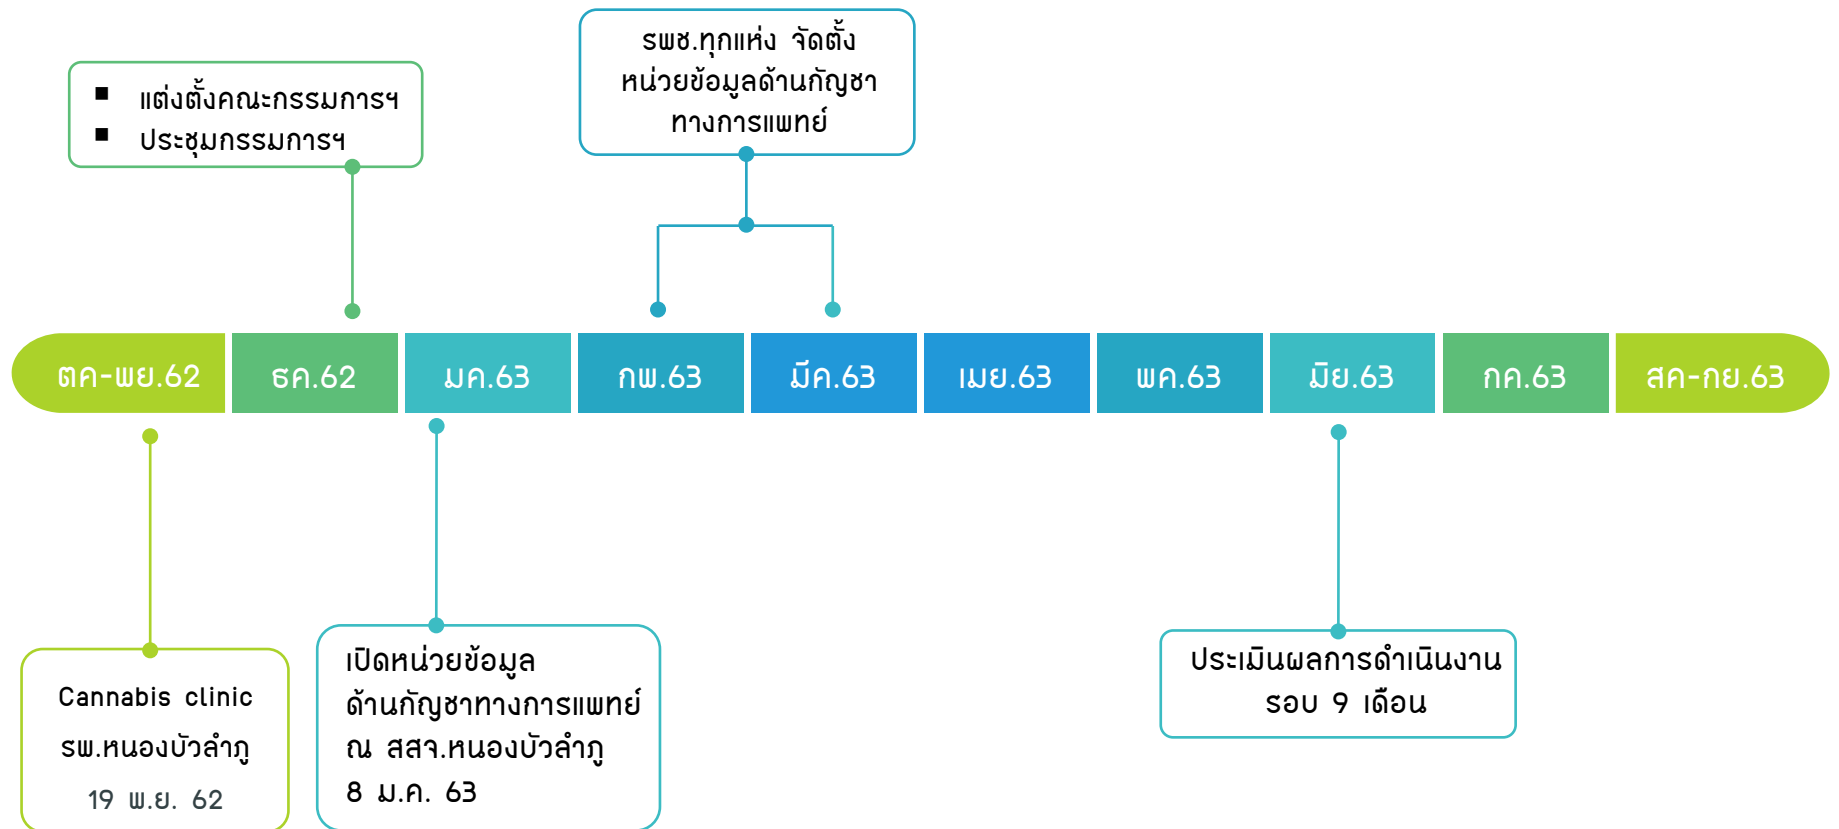 รพช.ทุกแห่ง จัดตั้ง
หน่วยข้อมูลด้านกัญชา
ทางการแพทย์
▪ แต่งตั้งคณะกรรมการฯ
▪ ประชุมกรรมการฯ
ตค-พย.62
ธค.62
มค.63
กพ.63
มีค.63
เมย.63
พค.63
มิย.63
กค.63
สค-กย.63
Cannabis clinic
รพ.หนองบัวลำภู
19 พ.ย. 62
เปิดหน่วยข้อมูล
ด้านกัญชาทางการแพทย์
ณ สสจ.หนองบัวลำภู
8 ม.ค. 63
ประเมินผลการดำเนินงาน
รอบ 9 เดือน